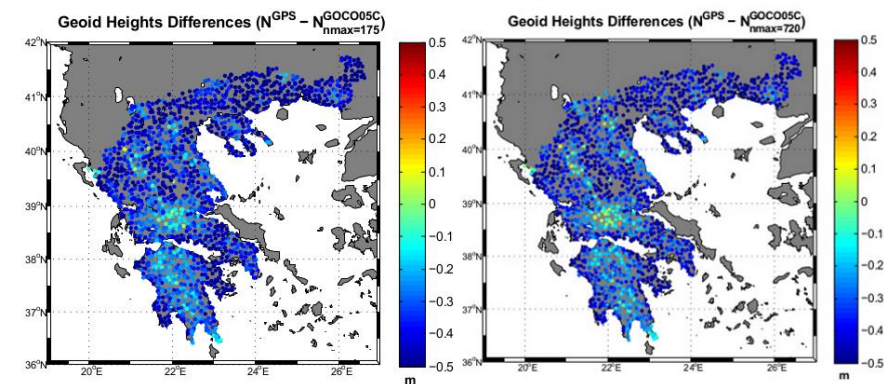 Geoid Heights Differences (N^GPS – N^GOCO05C_nmax=175)
42°N
41°N
40°N
39°N
38°N
37°N
36°N
20°E
22°E
24°E
26°E
0.5
0.4
0.3
0.2
0.1
0
−0.1
−0.2
−0.3
−0.4
−0.5
m
Geoid Heights Differences (N^GPS – N^GOCO05C_nmax=720)
42°N
41°N
40°N
39°N
38°N
37°N
36°N
20°E
22°E
24°E
26°E
0.5
0.4
0.3
0.2
0.1
0
−0.1
−0.2
−0.3
−0.4
−0.5
m